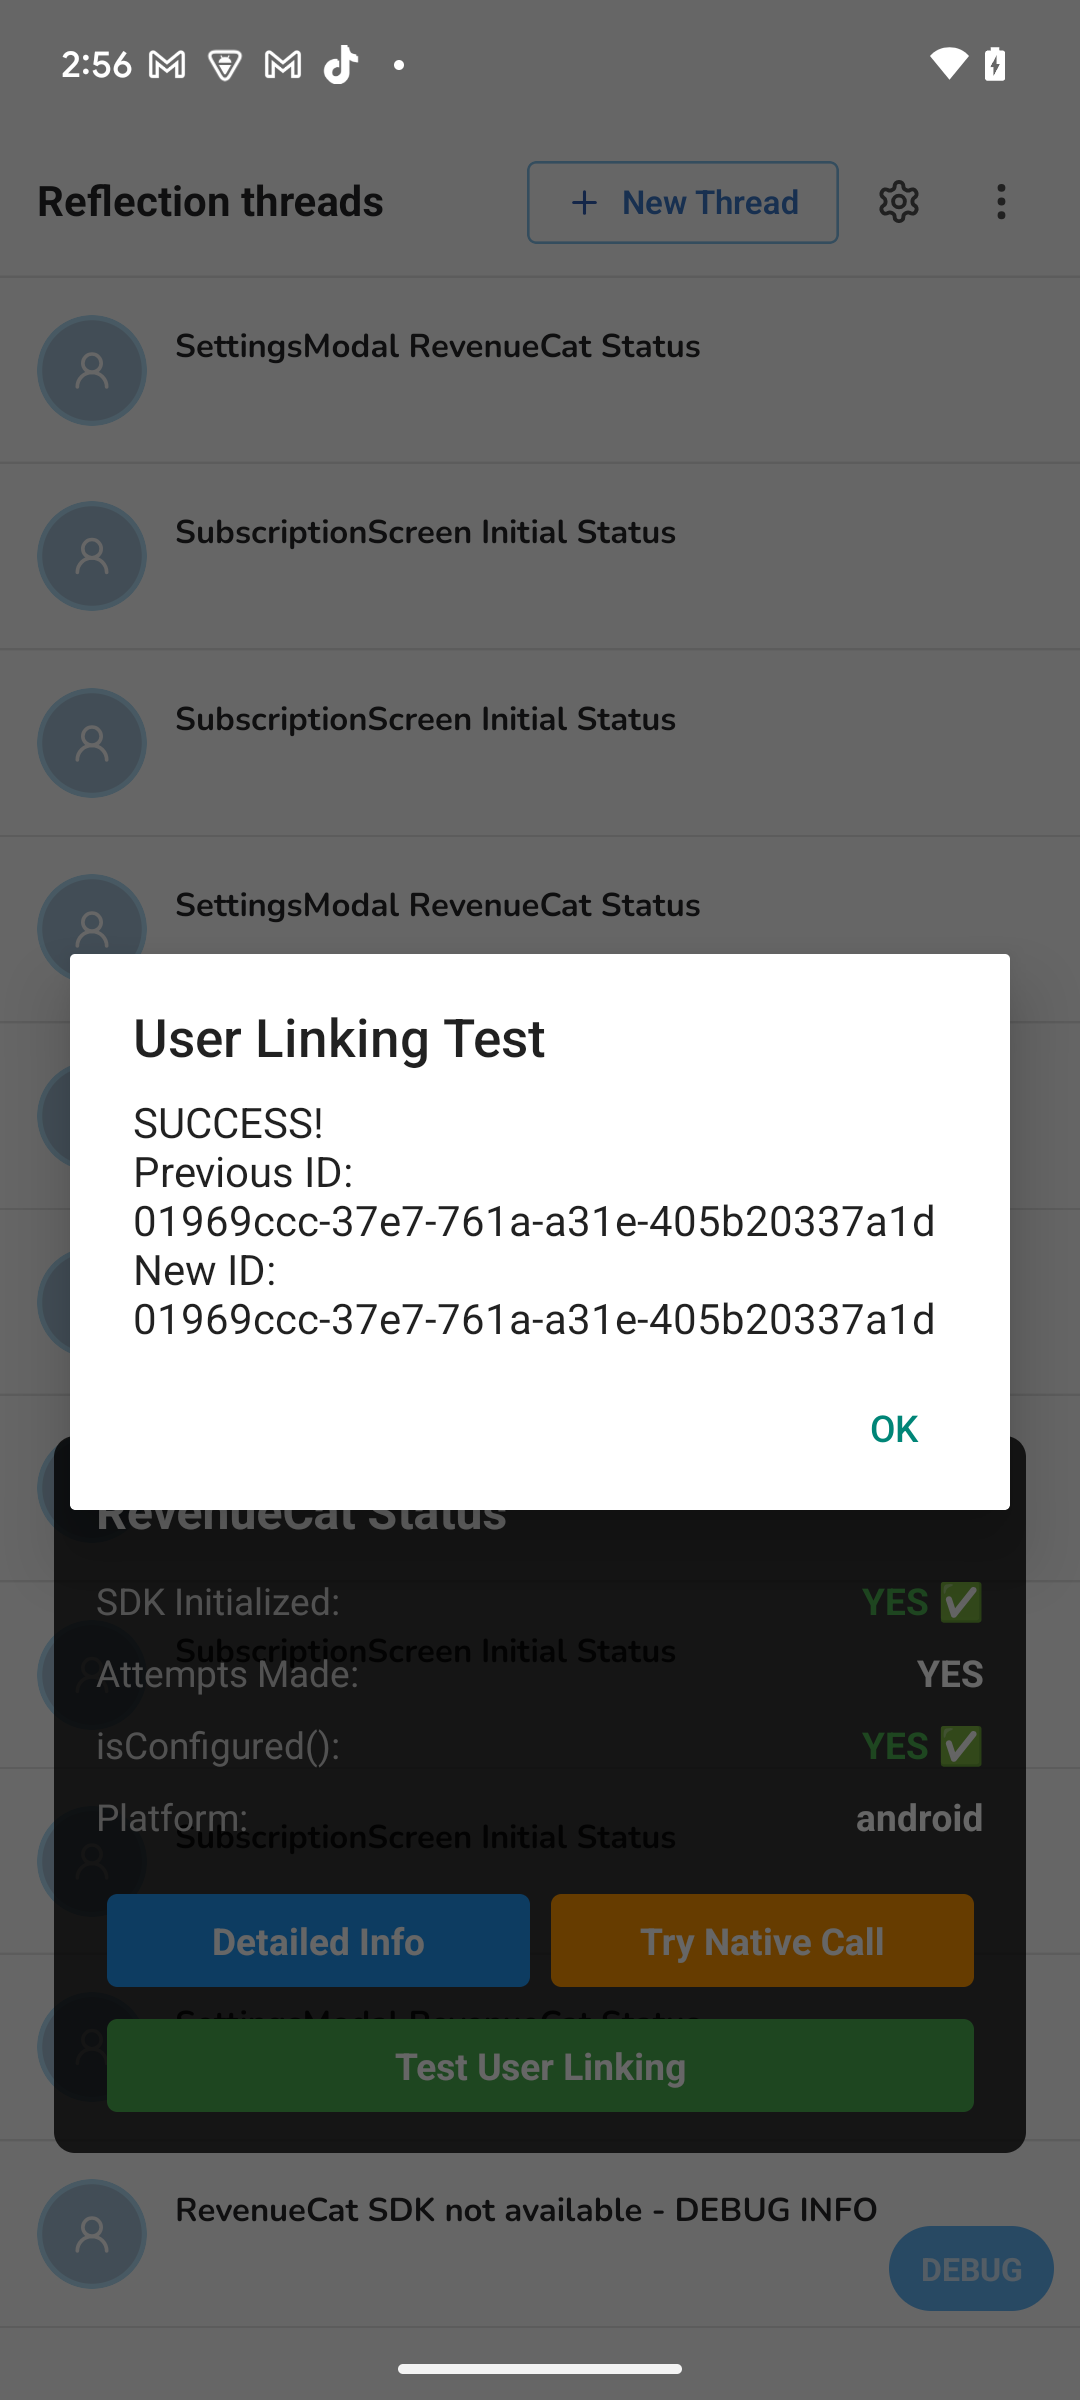 2:56
Reflection threads
+ New Thread
SettingsModal RevenueCat Status
SubscriptionScreen Initial Status
SubscriptionScreen Initial Status
SettingsModal RevenueCat Status
User Linking Test
SUCCESS!
Previous ID:
01969ccc-37e7-761a-a31e-405b20337a1d
New ID:
01969ccc-37e7-761a-a31e-405b20337a1d
OK
RevenueCat Status
SDK Initialized: YES ✅
SubscriptionScreen Initial Status
Attempts Made: YES
isConfigured(): YES ✅
Platform: android
SubscriptionScreen Initial Status
Detailed Info Try Native Call
SettingsModal RevenueCat Status
Test User Linking
RevenueCat SDK not available - DEBUG INFO
DEBUG